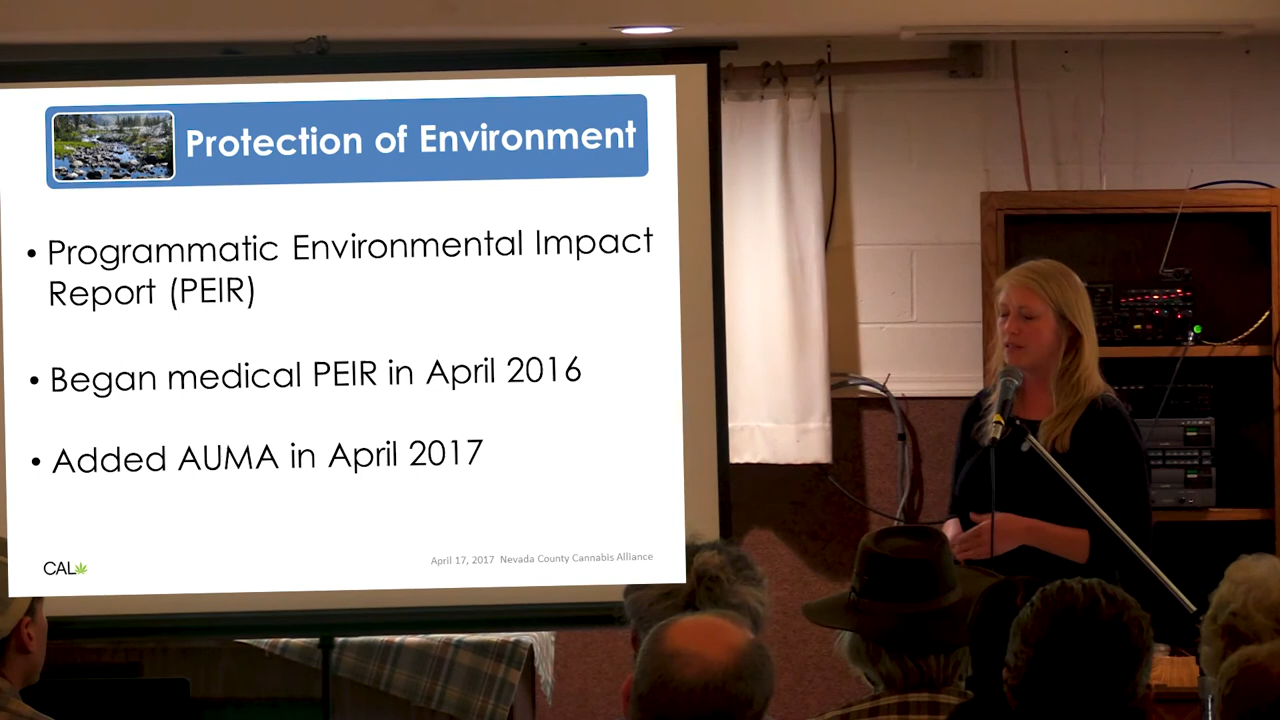 Protection of Environment
• Programmatic Environmental Impact
Report (PEIR)
• Began medical PEIR in April 2016
• Added AUMA in April 2017
CAL
April 17, 2017 Nevada County Cannabis Alliance